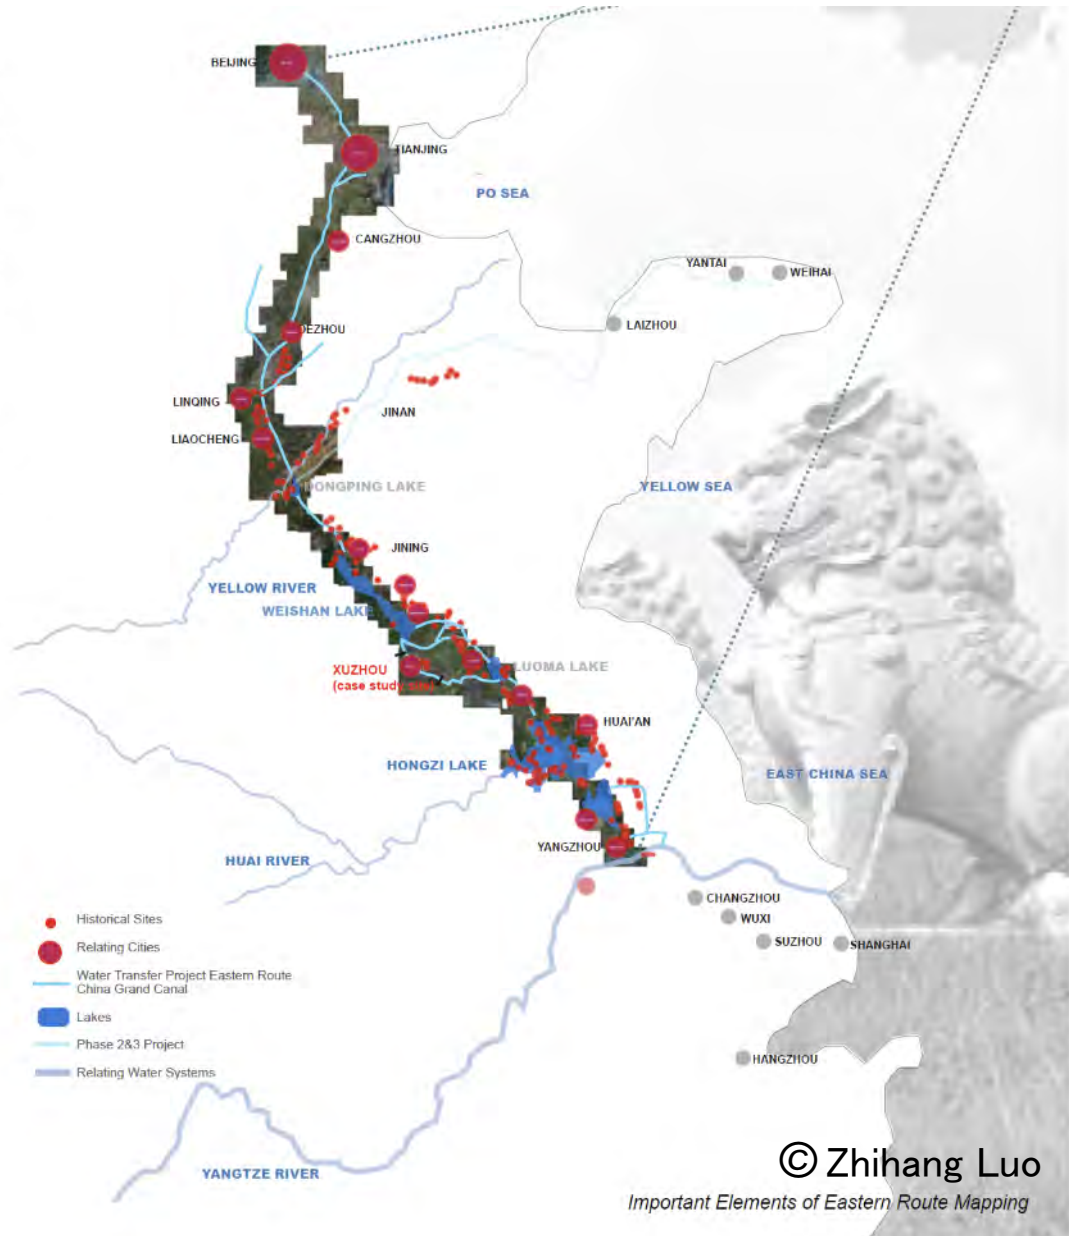 BEIJING
TIANJING
PO SEA
CANGZHOU
YANTAI
WEIHAI
LAIZHOU
DEZHOU
LINQING
JINAN
LIAOCHENG
DONGPING LAKE
YELLOW SEA
JINING
YELLOW RIVER
WEISHAN LAKE
XUZHOU
(case study site)
LUOMA LAKE
HUAI'AN
HONGZI LAKE
EAST CHINA SEA
YANGZHOU
HUAI RIVER
CHANGZHOU
WUXI
SUZHOU
SHANGHAI
Historical Sites
Relating Cities
Water Transfer Project Eastern Route
China Grand Canal
Lakes
Phase 2&3 Project
Relating Water Systems
HANGZHOU
YANGTZE RIVER
© Zhihang Luo
Important Elements of Eastern Route Mapping